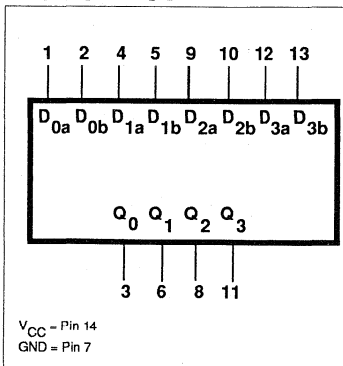 1 2 4 5 9 10 12 13
D0a D0b D1a D1b D2a D2b D3a D3b
Q0 Q1 Q2 Q3
3 6 8 11
VCC = Pin 14
GND = Pin 7